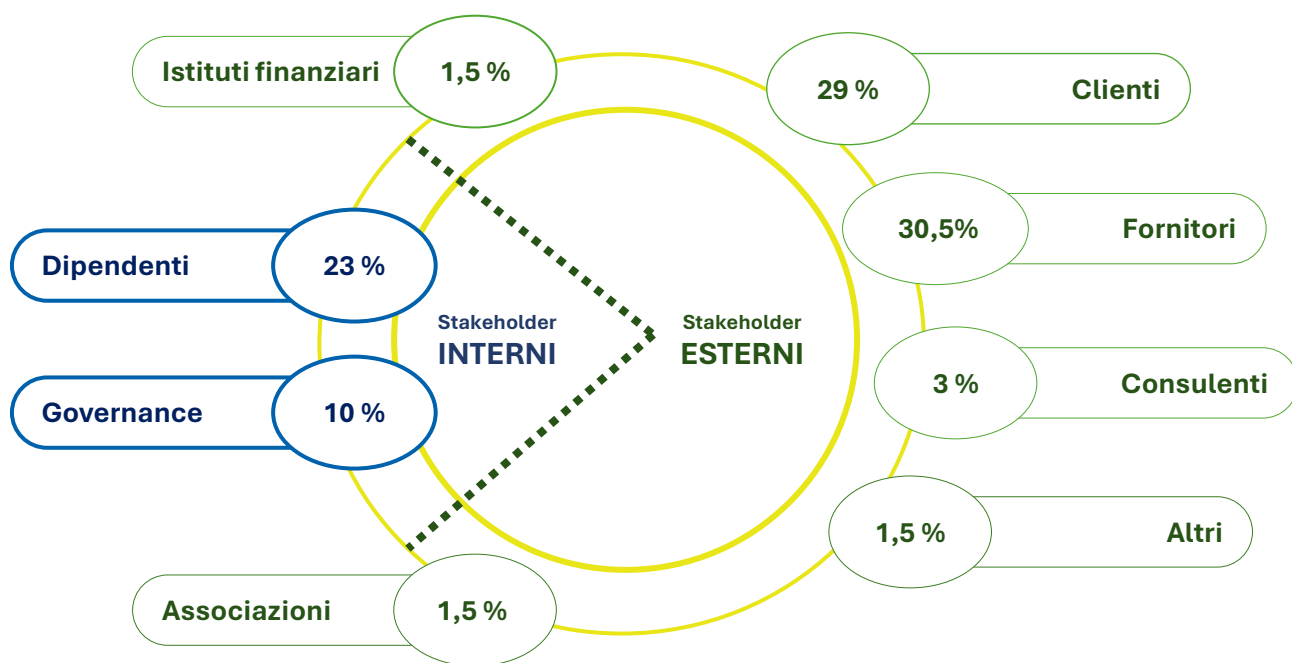 Istituti finanziari
1,5 %
29 %
Clienti
30,5%
Fornitori
Dipendenti
23 %
Stakeholder
INTERNI
Stakeholder
ESTERNI
Governance
10 %
3 %
Consulenti
1,5 %
Altri
Associazioni
1,5 %